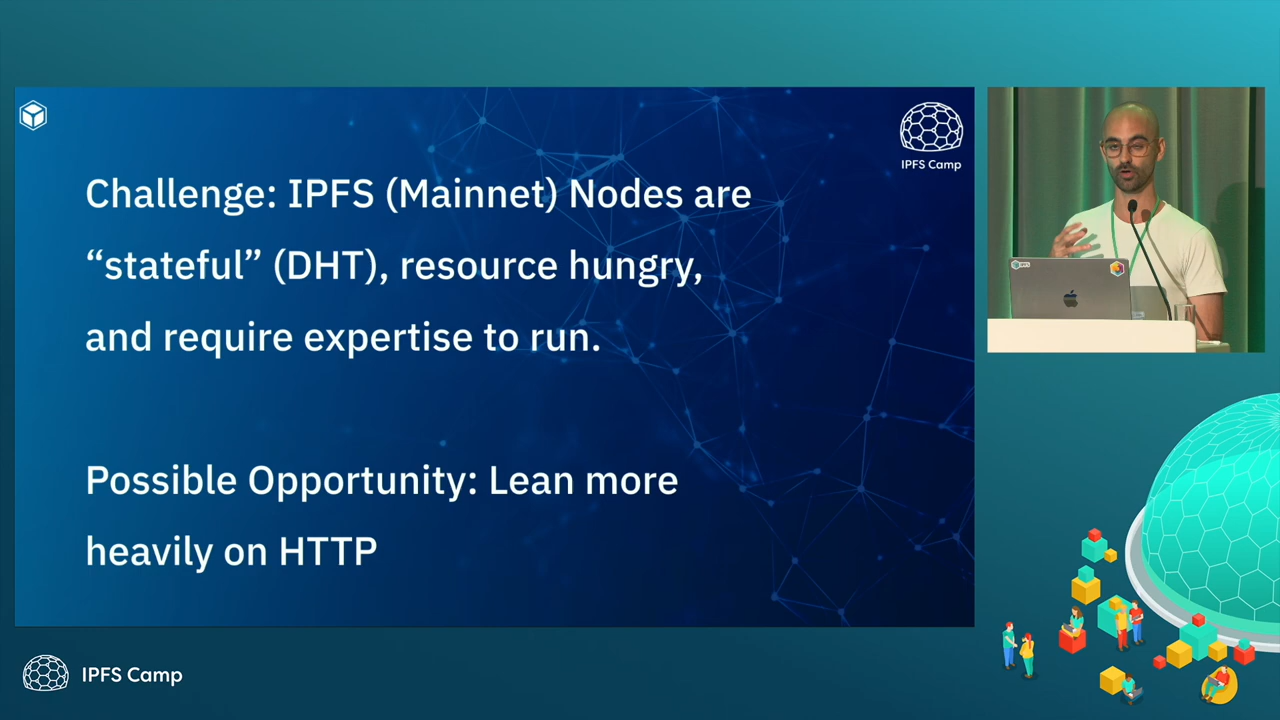 Challenge: IPFS (Mainnet) Nodes are
“stateful” (DHT), resource hungry,
and require expertise to run.
Possible Opportunity: Lean more
heavily on HTTP
IPFS Camp
IPFS Camp